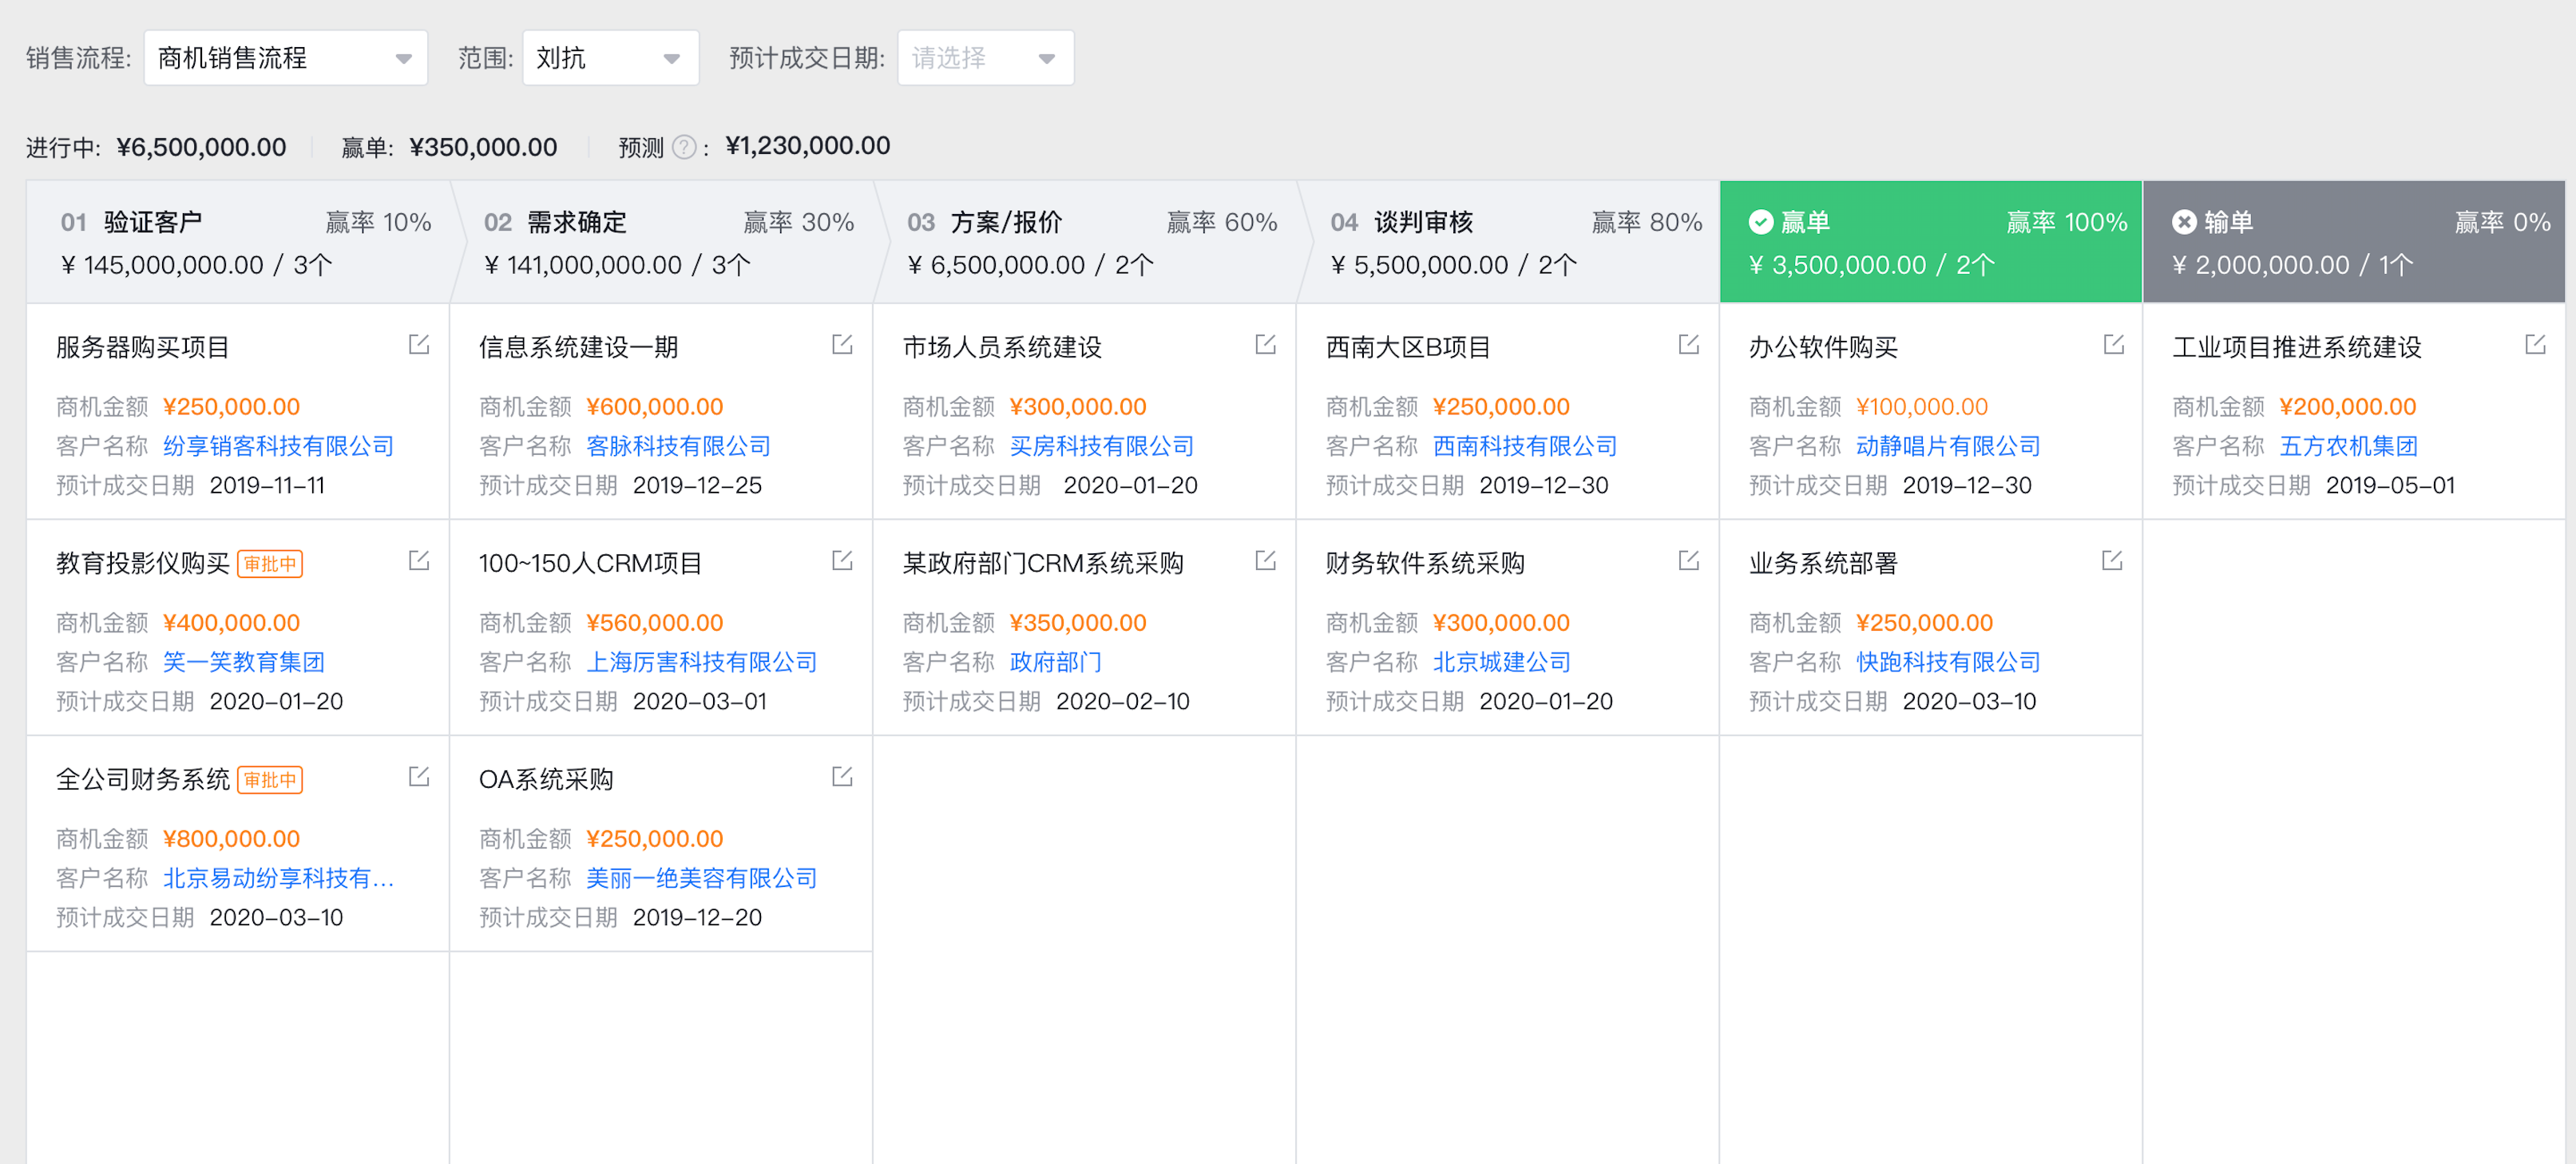 销售流程: 商机销售流程 范围: 刘抗 预计成交日期: 请选择
进行中: ¥6,500,000.00 赢单: ¥350,000.00 预测 ? : ¥1,230,000.00
01 验证客户 赢率 10%
¥ 145,000,000.00 / 3个
服务器购买项目
商机金额 ¥250,000.00
客户名称 纷享销客科技有限公司
预计成交日期 2019-11-11
教育投影仪购买 审批中
商机金额 ¥400,000.00
客户名称 笑一笑教育集团
预计成交日期 2020-01-20
全公司财务系统 审批中
商机金额 ¥800,000.00
客户名称 北京易动纷享科技有...
预计成交日期 2020-03-10
02 需求确定 赢率 30%
¥ 141,000,000.00 / 3个
信息系统建设一期
商机金额 ¥600,000.00
客户名称 客脉科技有限公司
预计成交日期 2019-12-25
100~150人CRM项目
商机金额 ¥560,000.00
客户名称 上海厉害科技有限公司
预计成交日期 2020-03-01
OA系统采购
商机金额 ¥250,000.00
客户名称 美丽一绝美容有限公司
预计成交日期 2019-12-20
03 方案/报价 赢率 60%
¥ 6,500,000.00 / 2个
市场人员系统建设
商机金额 ¥300,000.00
客户名称 买房科技有限公司
预计成交日期 2020-01-20
某政府部门CRM系统采购
商机金额 ¥350,000.00
客户名称 政府部门
预计成交日期 2020-02-10
04 谈判审核 赢率 80%
¥ 5,500,000.00 / 2个
西南大区B项目
商机金额 ¥250,000.00
客户名称 西南科技有限公司
预计成交日期 2019-12-30
财务软件系统采购
商机金额 ¥300,000.00
客户名称 北京城建公司
预计成交日期 2020-01-20
赢单 赢率 100%
¥ 3,500,000.00 / 2个
办公软件购买
商机金额 ¥100,000.00
客户名称 动静唱片有限公司
预计成交日期 2019-12-30
业务系统部署
商机金额 ¥250,000.00
客户名称 快跑科技有限公司
预计成交日期 2020-03-10
输单 赢率 0%
¥ 2,000,000.00 / 1个
工业项目推进系统建设
商机金额 ¥200,000.00
客户名称 五方农机集团
预计成交日期 2019-05-01